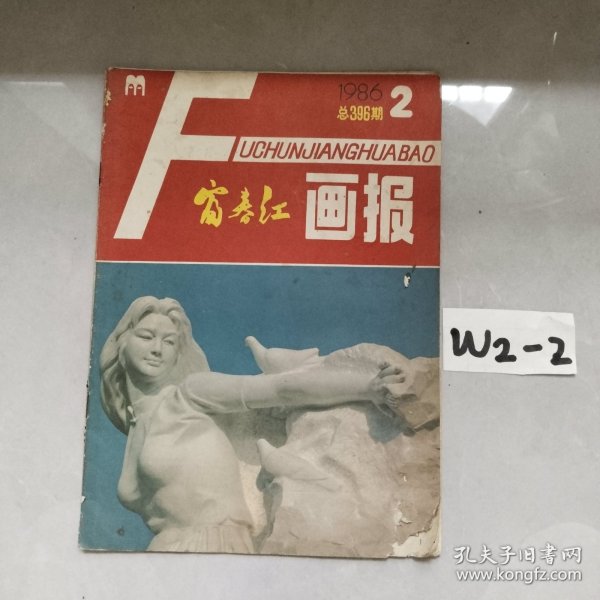 1986 2
总396期
FUCHUNJIANGHUABAO
富春江 画报
W2-2
孔夫子旧书网
www.kongfz.com